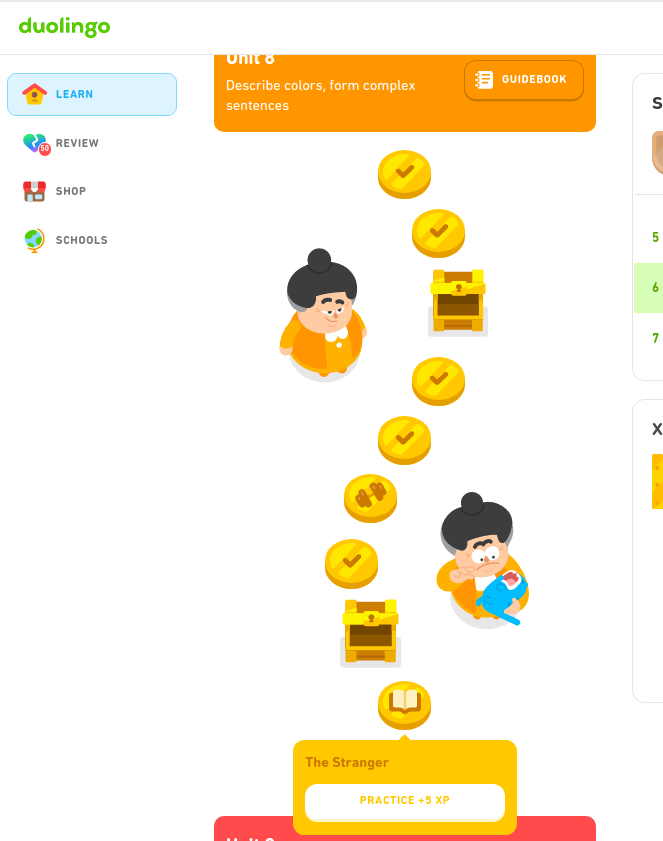 duolingo
LEARN
50
REVIEW
SHOP
SCHOOLS
Unit 8
Describe colors, form complex
sentences
GUIDEBOOK
The Stranger
PRACTICE +5 XP
S
5
6
7
X